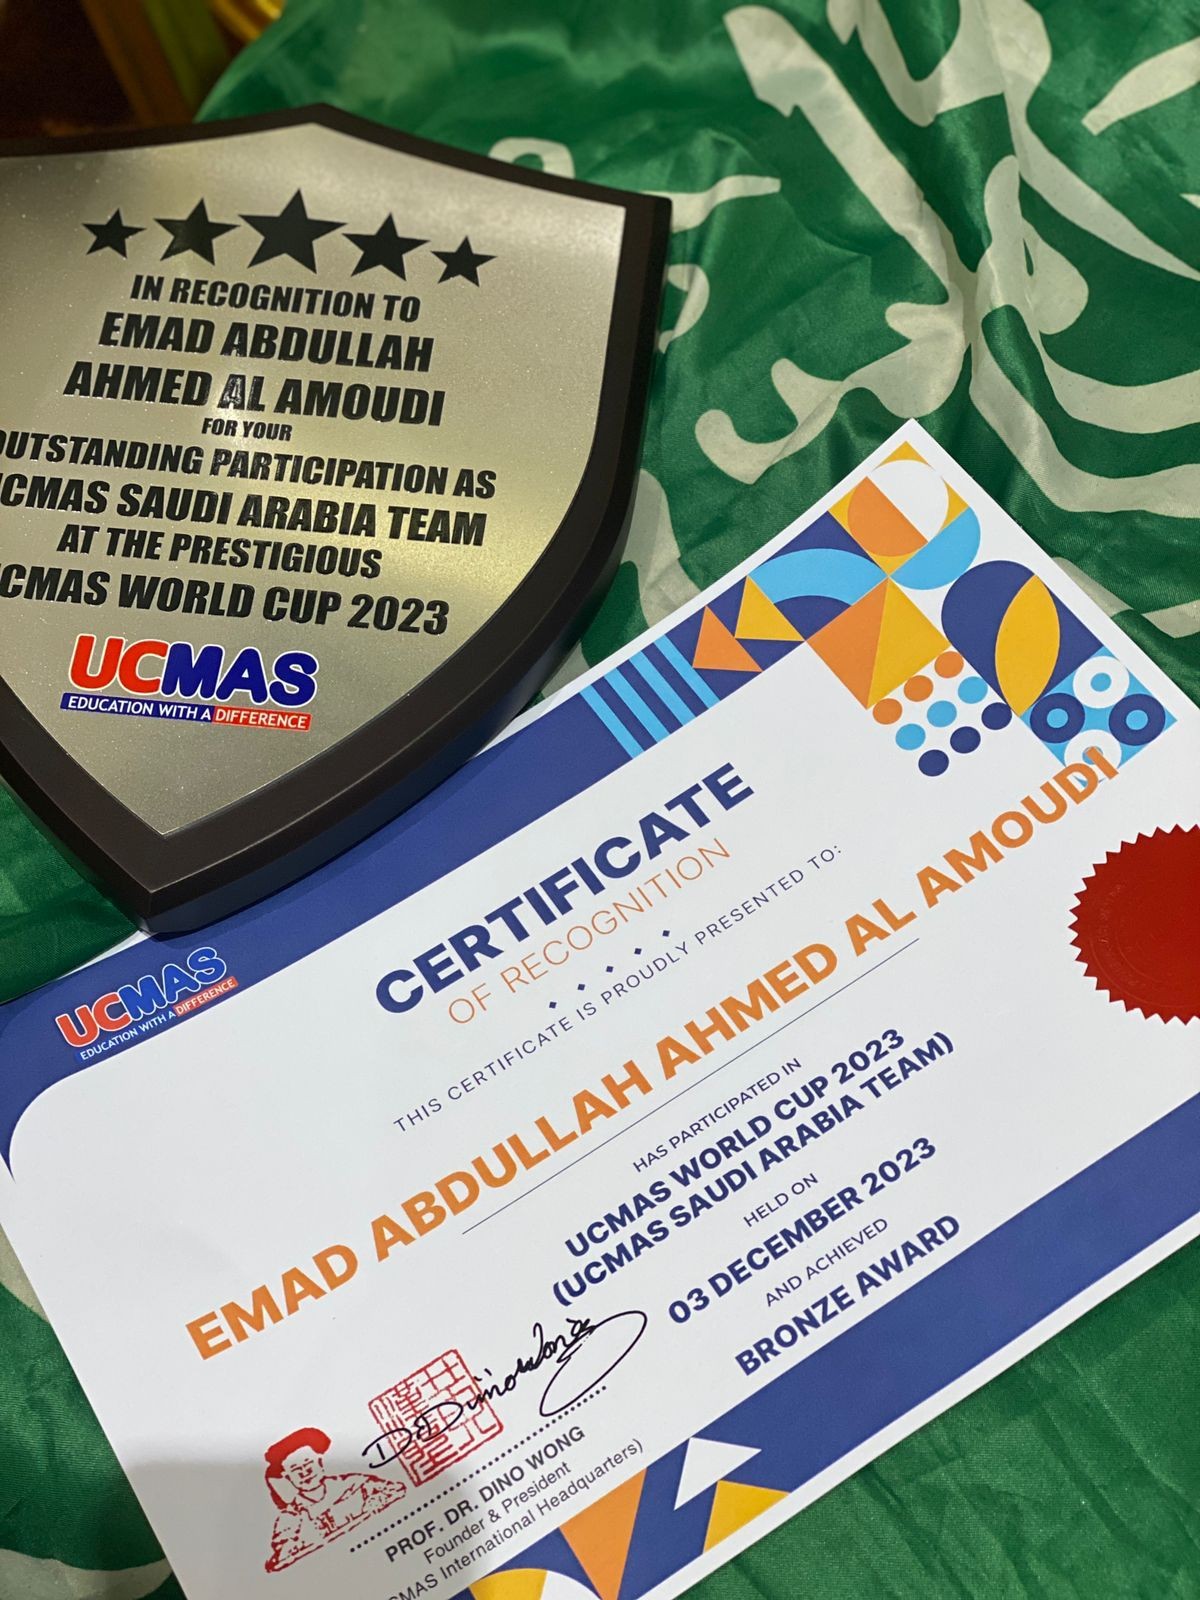 IN RECOGNITION TO
EMAD ABDULLAH
AHMED AL AMOUDI
FOR YOUR
OUTSTANDING PARTICIPATION AS
UCMAS SAUDI ARABIA TEAM
AT THE PRESTIGIOUS
UCMAS WORLD CUP 2023
UCMAS
EDUCATION WITH A DIFFERENCE
UCMAS
EDUCATION WITH A DIFFERENCE
CERTIFICATE
OF RECOGNITION
THIS CERTIFICATE IS PROUDLY PRESENTED TO:
EMAD ABDULLAH AHMED AL AMOUDI
HAS PARTICIPATED IN
UCMAS WORLD CUP 2023
(UCMAS SAUDI ARABIA TEAM)
HELD ON
03 DECEMBER 2023
AND ACHIEVED
BRONZE AWARD
PROF. DR. DINO WONG
Founder & President
UCMAS International Headquarters)